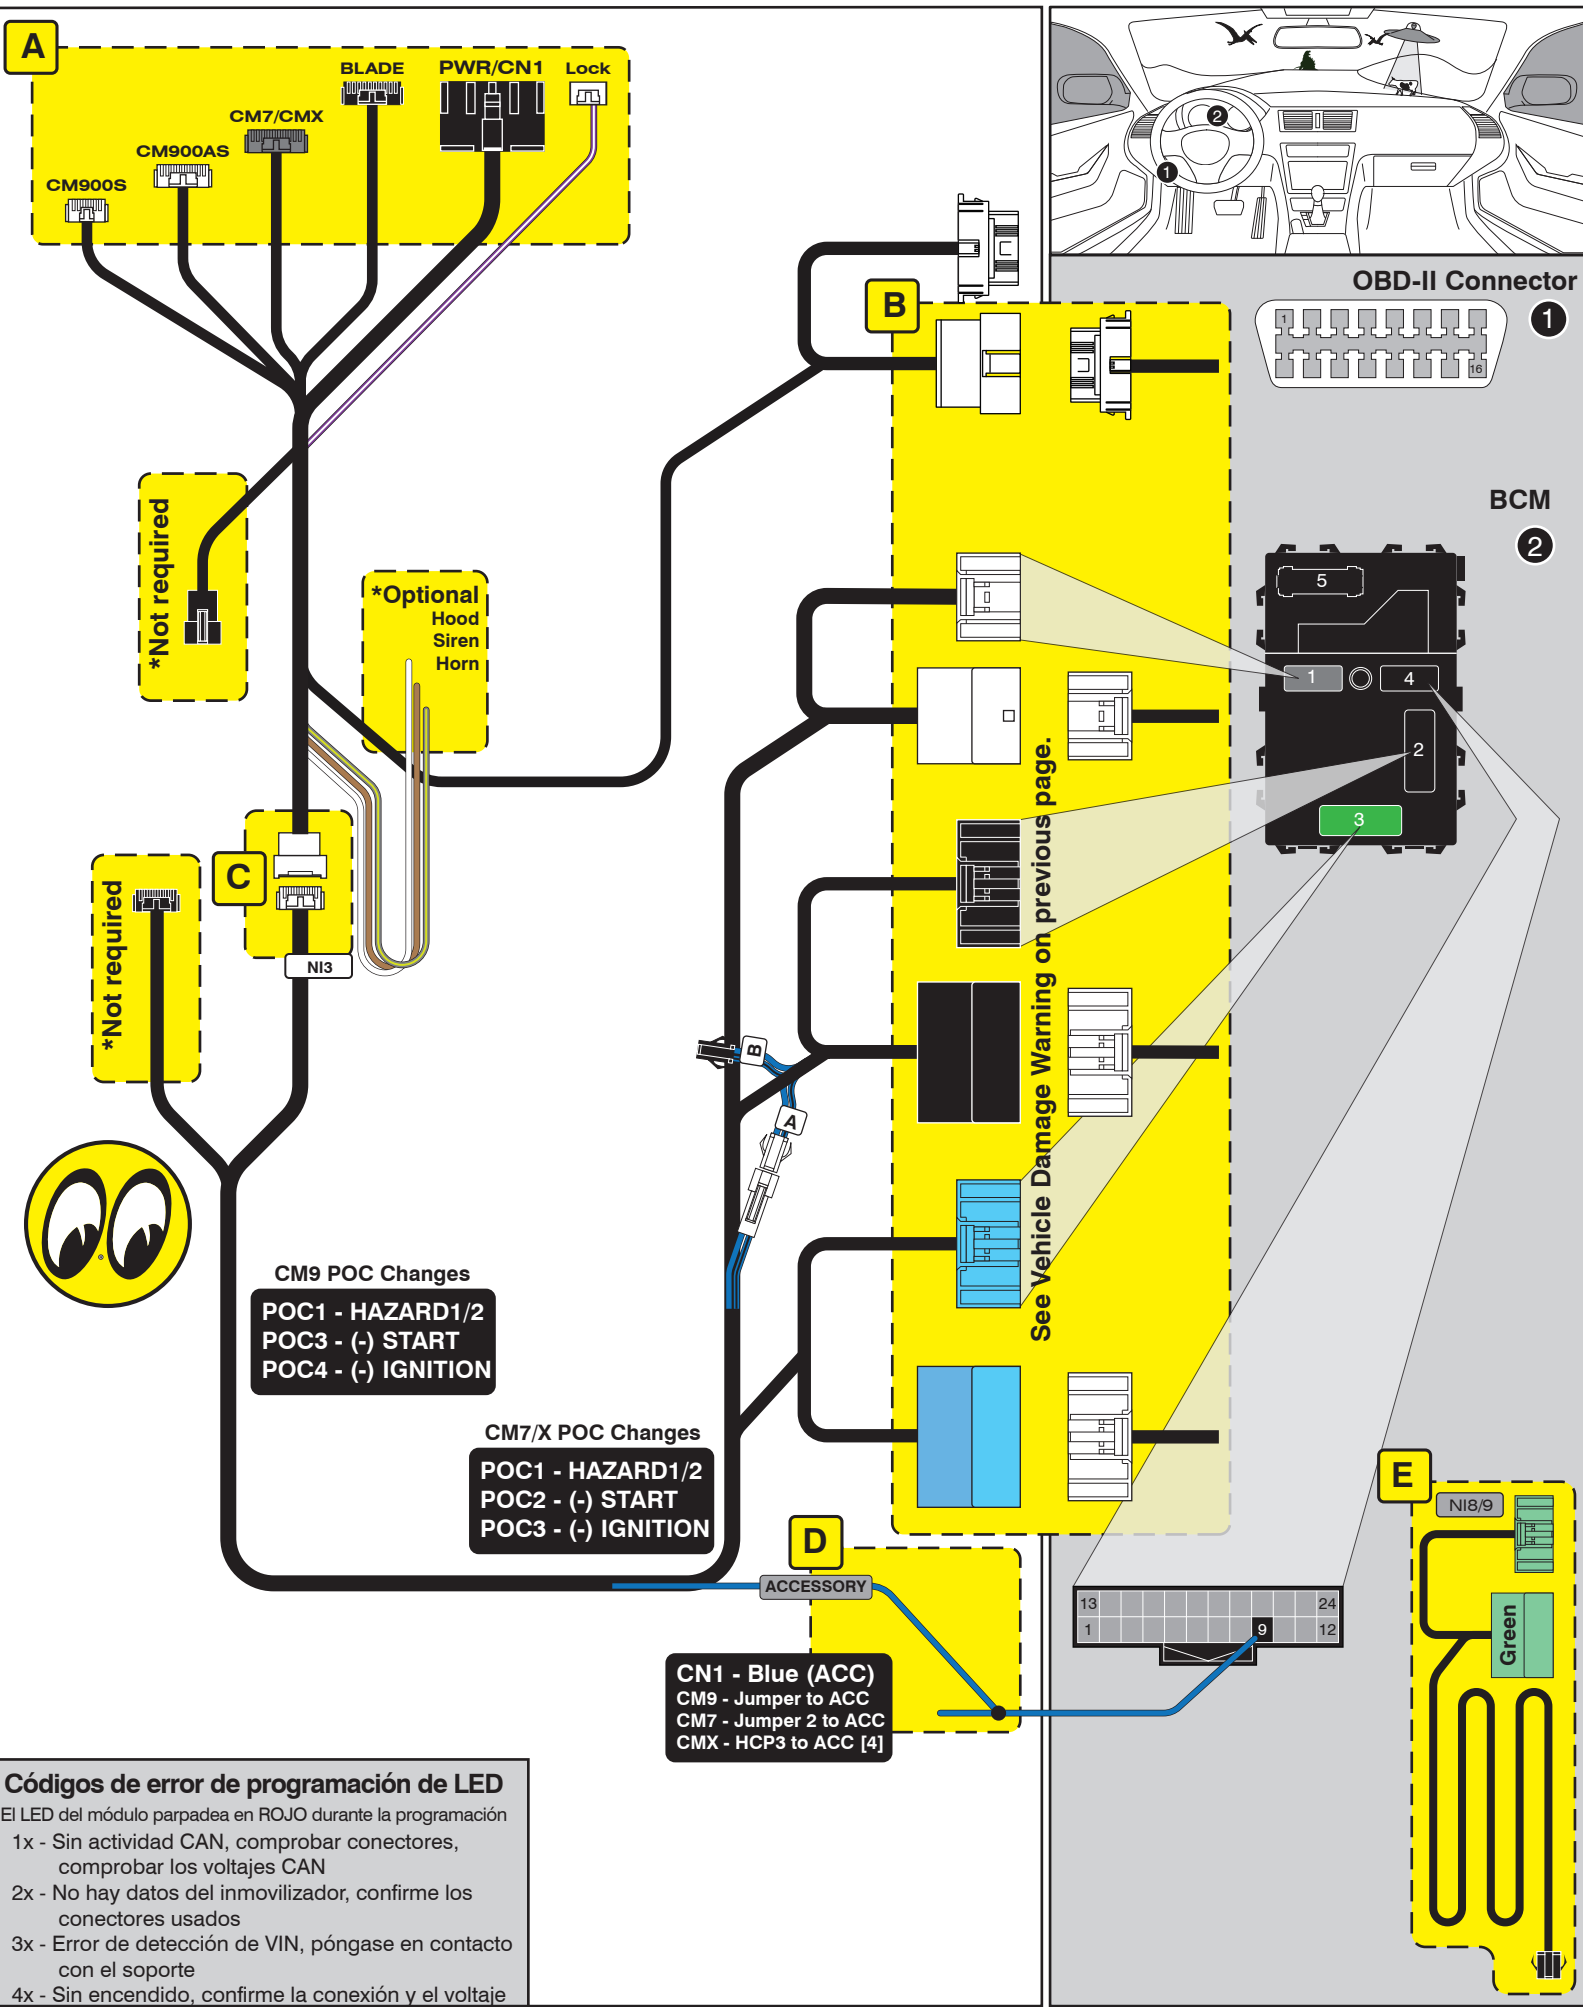 A
BLADE
PWR/CN1
Lock
CM7/CMX
CM900AS
CM900S
2
1
OBD-II Connector
1
1
16
B
BCM
2
5
1
4
2
3
*Not required
*Optional
Hood
Siren
Horn
C
*Not required
NI3
See Vehicle Damage Warning on previous page.
B
A
CM9 POC Changes
POC1 - HAZARD1/2
POC3 - (-) START
POC4 - (-) IGNITION
CM7/X POC Changes
POC1 - HAZARD1/2
POC2 - (-) START
POC3 - (-) IGNITION
D
ACCESSORY
CN1 - Blue (ACC)
CM9 - Jumper to ACC
CM7 - Jumper 2 to ACC
CMX - HCP3 to ACC [4]
13
24
1
9
12
E
NI8/9
Green
Códigos de error de programación de LED
El LED del módulo parpadea en ROJO durante la programación
1x - Sin actividad CAN, comprobar conectores,
comprobar los voltajes CAN
2x - No hay datos del inmovilizador, confirme los
conectores usados
3x - Error de detección de VIN, póngase en contacto
con el soporte
4x - Sin encendido, confirme la conexión y el voltaje